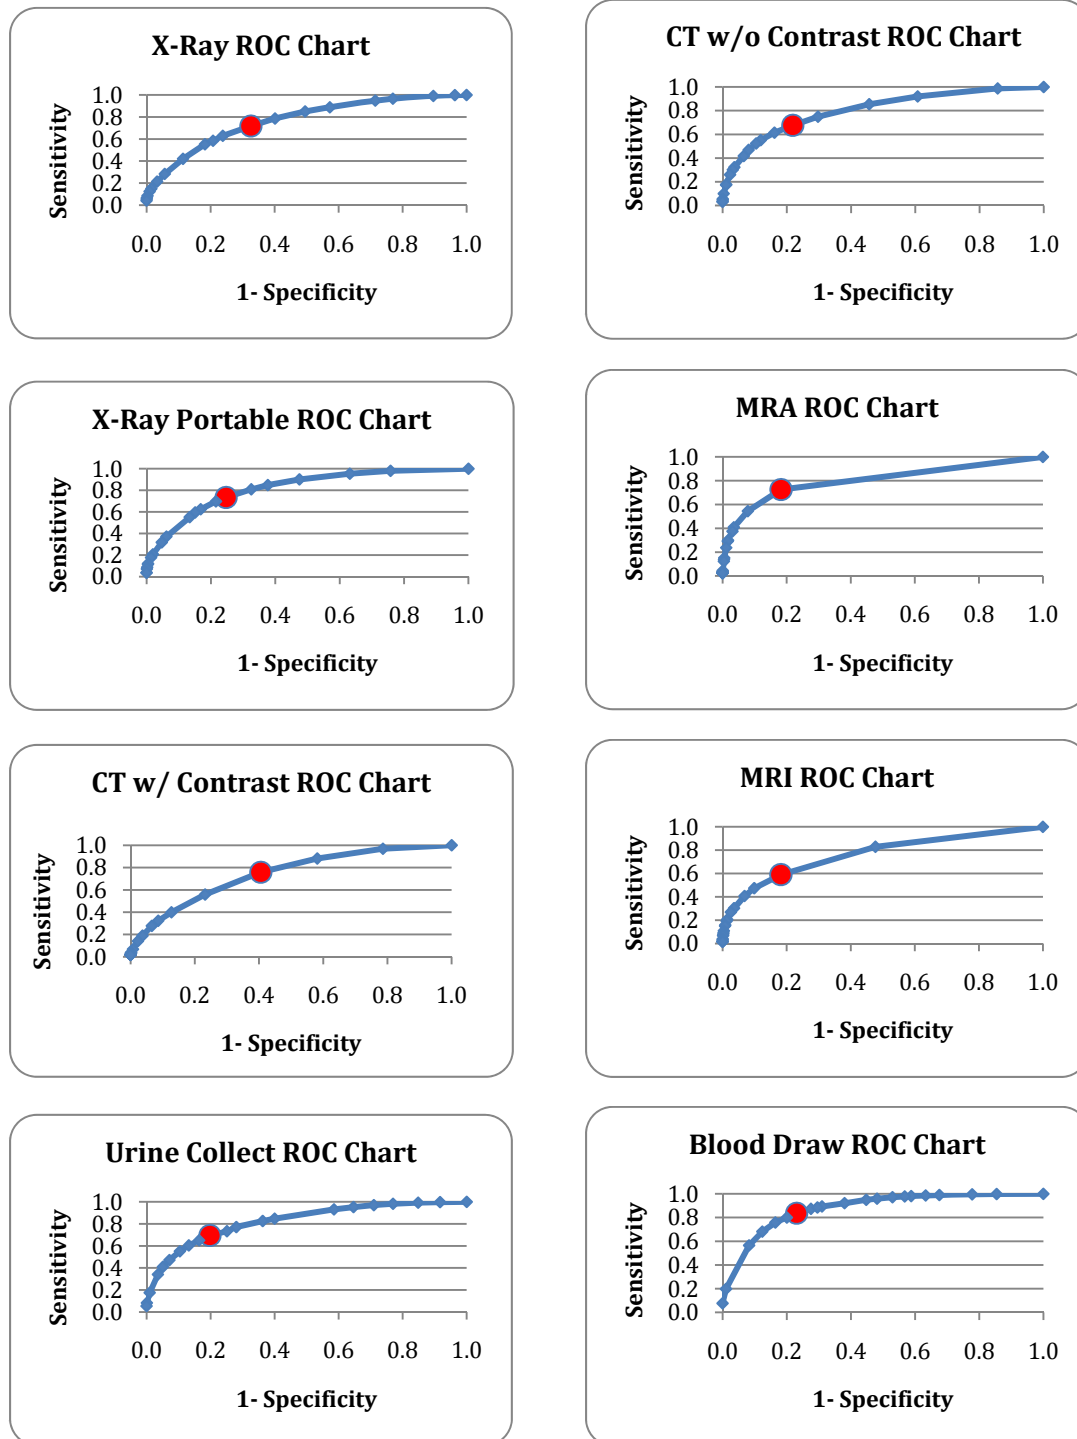 X-Ray ROC Chart
Sensitivity
1.0
0.8
0.6
0.4
0.2
0.0
0.0 0.2 0.4 0.6 0.8 1.0
1- Specificity
CT w/o Contrast ROC Chart
Sensitivity
1.0
0.8
0.6
0.4
0.2
0.0
0.0 0.2 0.4 0.6 0.8 1.0
1- Specificity
X-Ray Portable ROC Chart
Sensitivity
1.0
0.8
0.6
0.4
0.2
0.0
0.0 0.2 0.4 0.6 0.8 1.0
1- Specificity
MRA ROC Chart
Sensitivity
1.0
0.8
0.6
0.4
0.2
0.0
0.0 0.2 0.4 0.6 0.8 1.0
1- Specificity
CT w/ Contrast ROC Chart
Sensitivity
1.0
0.8
0.6
0.4
0.2
0.0
0.0 0.2 0.4 0.6 0.8 1.0
1- Specificity
MRI ROC Chart
Sensitivity
1.0
0.8
0.6
0.4
0.2
0.0
0.0 0.2 0.4 0.6 0.8 1.0
1- Specificity
Urine Collect ROC Chart
Sensitivity
1.0
0.8
0.6
0.4
0.2
0.0
0.0 0.2 0.4 0.6 0.8 1.0
1- Specificity
Blood Draw ROC Chart
Sensitivity
1.0
0.8
0.6
0.4
0.2
0.0
0.0 0.2 0.4 0.6 0.8 1.0
1- Specificity